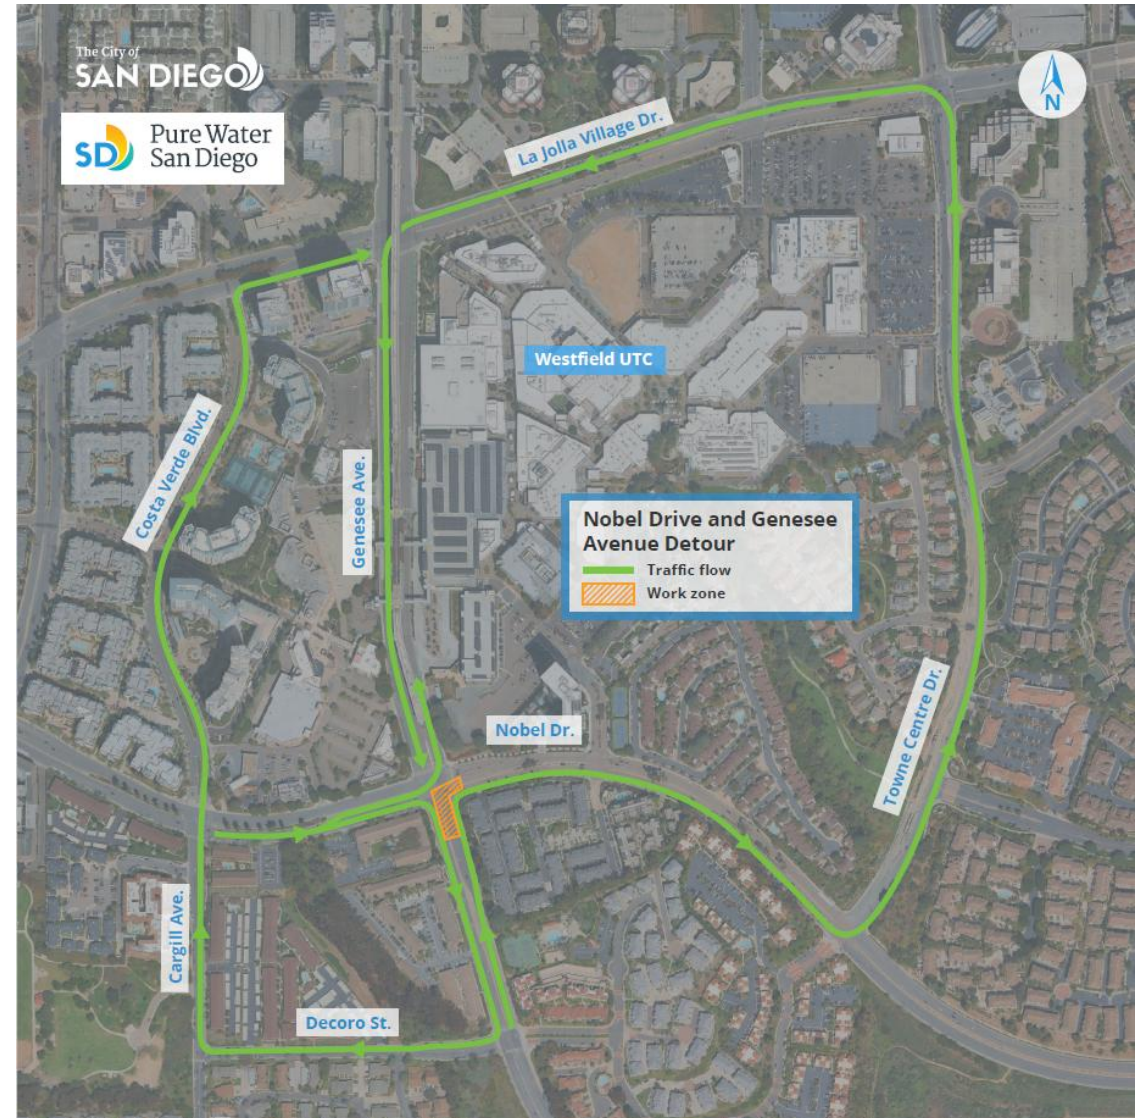 The City of
SAN DIEGO
SD
Pure Water
San Diego
N
La Jolla Village Dr.
Westfield UTC
Costa Verde Blvd.
Genesee Ave.
Nobel Drive and Genesee
Avenue Detour
Traffic flow
Work zone
Nobel Dr.
Towne Centre Dr.
Cargill Ave.
Decoro St.